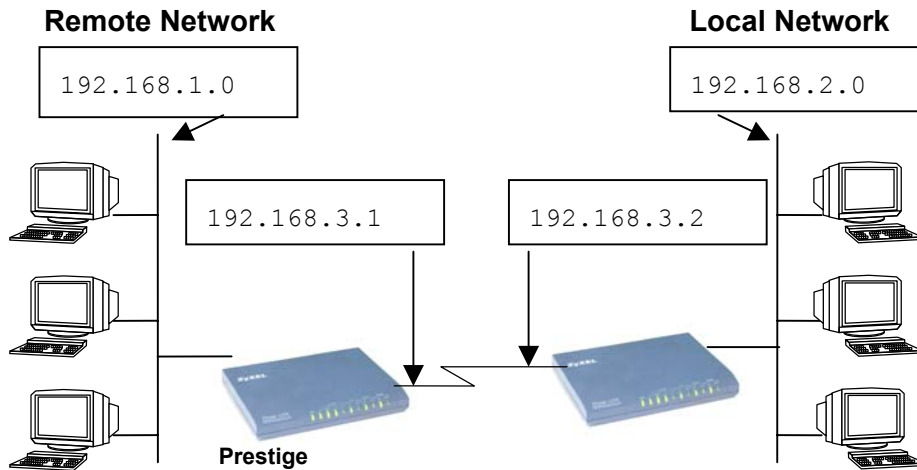 Remote Network
Local Network
192.168.1.0
192.168.2.0
192.168.3.1
192.168.3.2
ZyXEL
Prestige